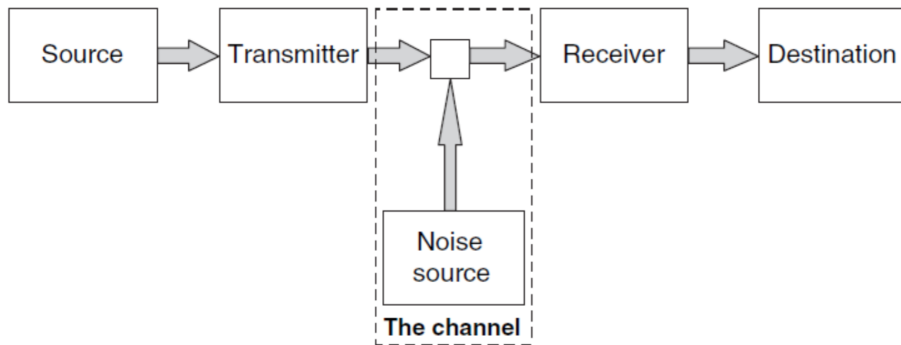 Source
Transmitter
Receiver
Destination
Noise
source
The channel